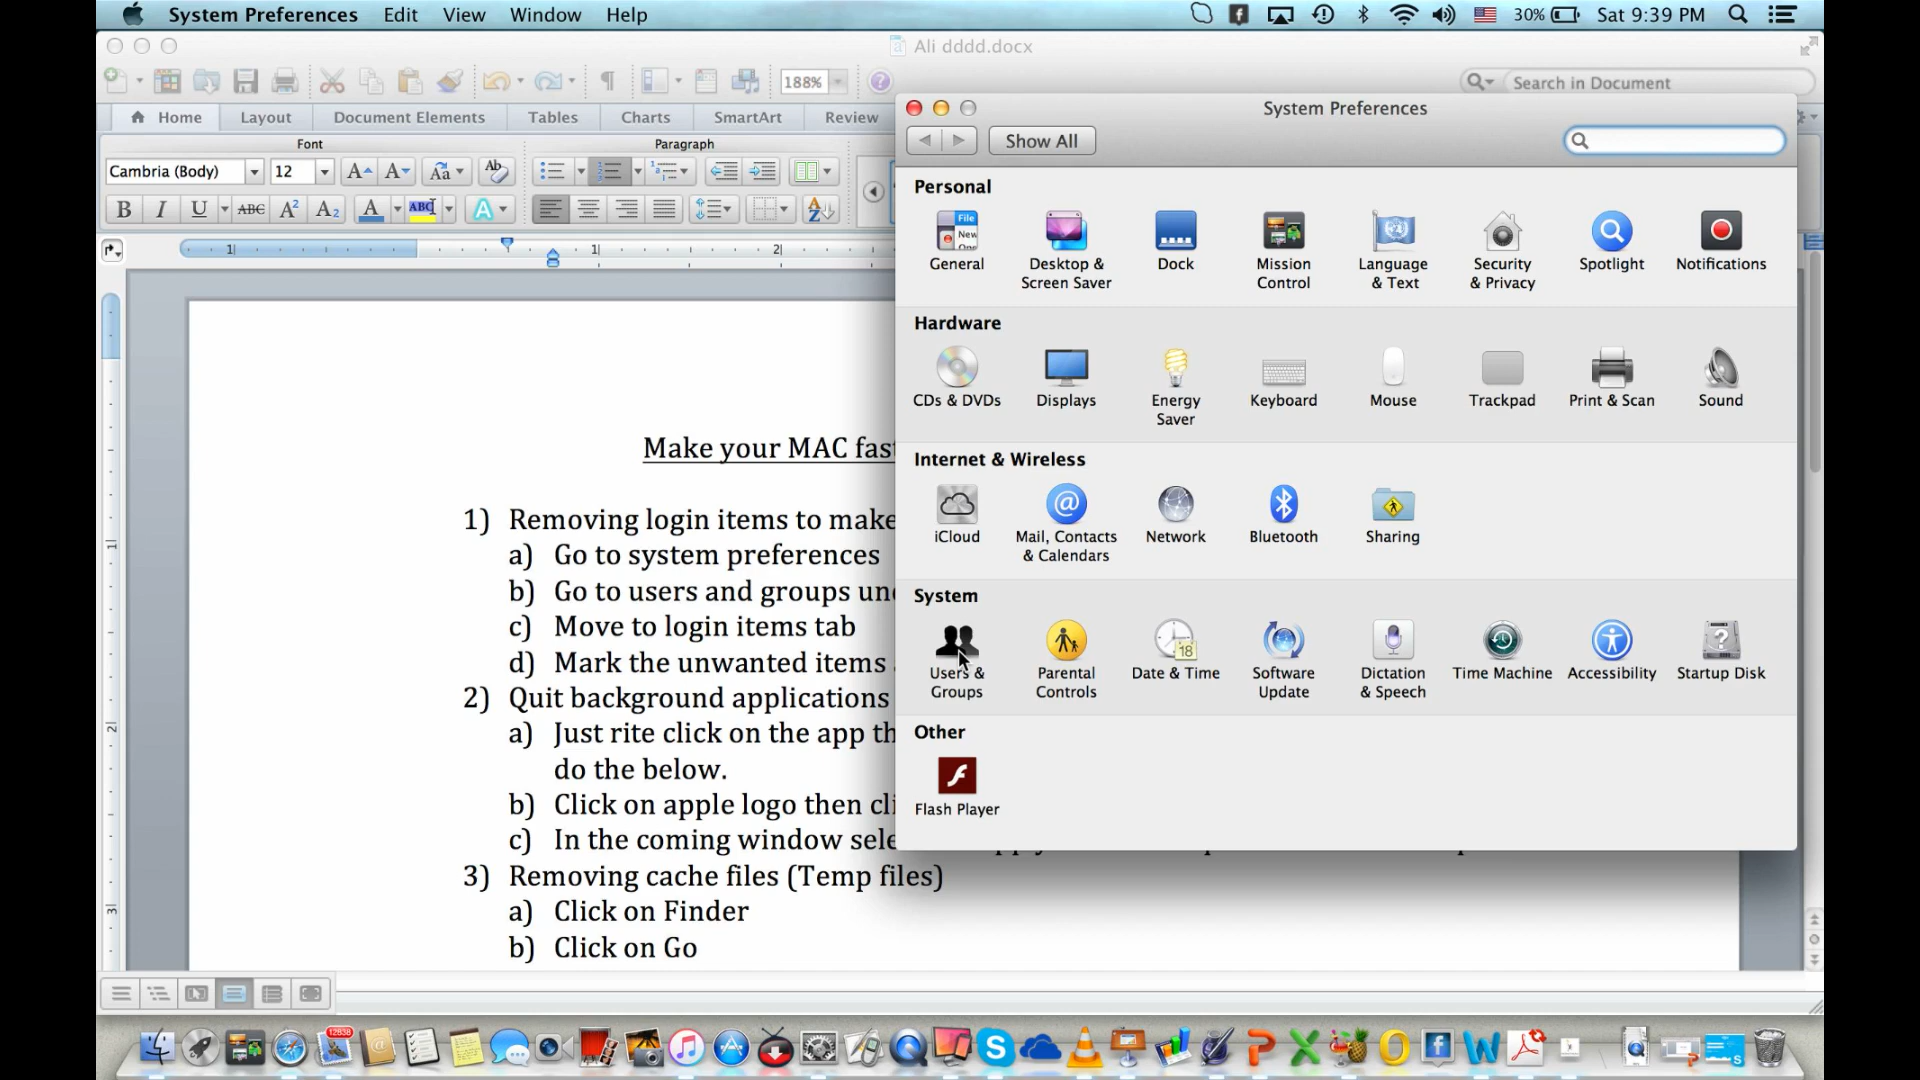 System Preferences Edit View Window Help
30% Sat 9:39 PM
Ali dddd.docx
188%
Search in Document
Home Layout Document Elements Tables Charts SmartArt Review
Font Paragraph
Cambria (Body) 12
B I U ABC A² A₂ A ABC
System Preferences
Show All
Personal
General
Desktop &
Screen Saver
Dock
Mission
Control
Language
& Text
Security
& Privacy
Spotlight
Notifications
Hardware
CDs & DVDs
Displays
Energy
Saver
Keyboard
Mouse
Trackpad
Print & Scan
Sound
Internet & Wireless
iCloud
Mail, Contacts
& Calendars
Network
Bluetooth
Sharing
System
Users &
Groups
Parental
Controls
18
Date & Time
Software
Update
Dictation
& Speech
Time Machine
Accessibility
Startup Disk
Other
Flash Player
Make your MAC fast
1) Removing login items to make
a) Go to system preferences
b) Go to users and groups
c) Move to login items tab
d) Mark the unwanted items
2) Quit background applications
a) Just rite click on the app
do the below.
b) Click on apple logo then
c) In the coming window
3) Removing cache files (Temp files)
a) Click on Finder
b) Click on Go
12838